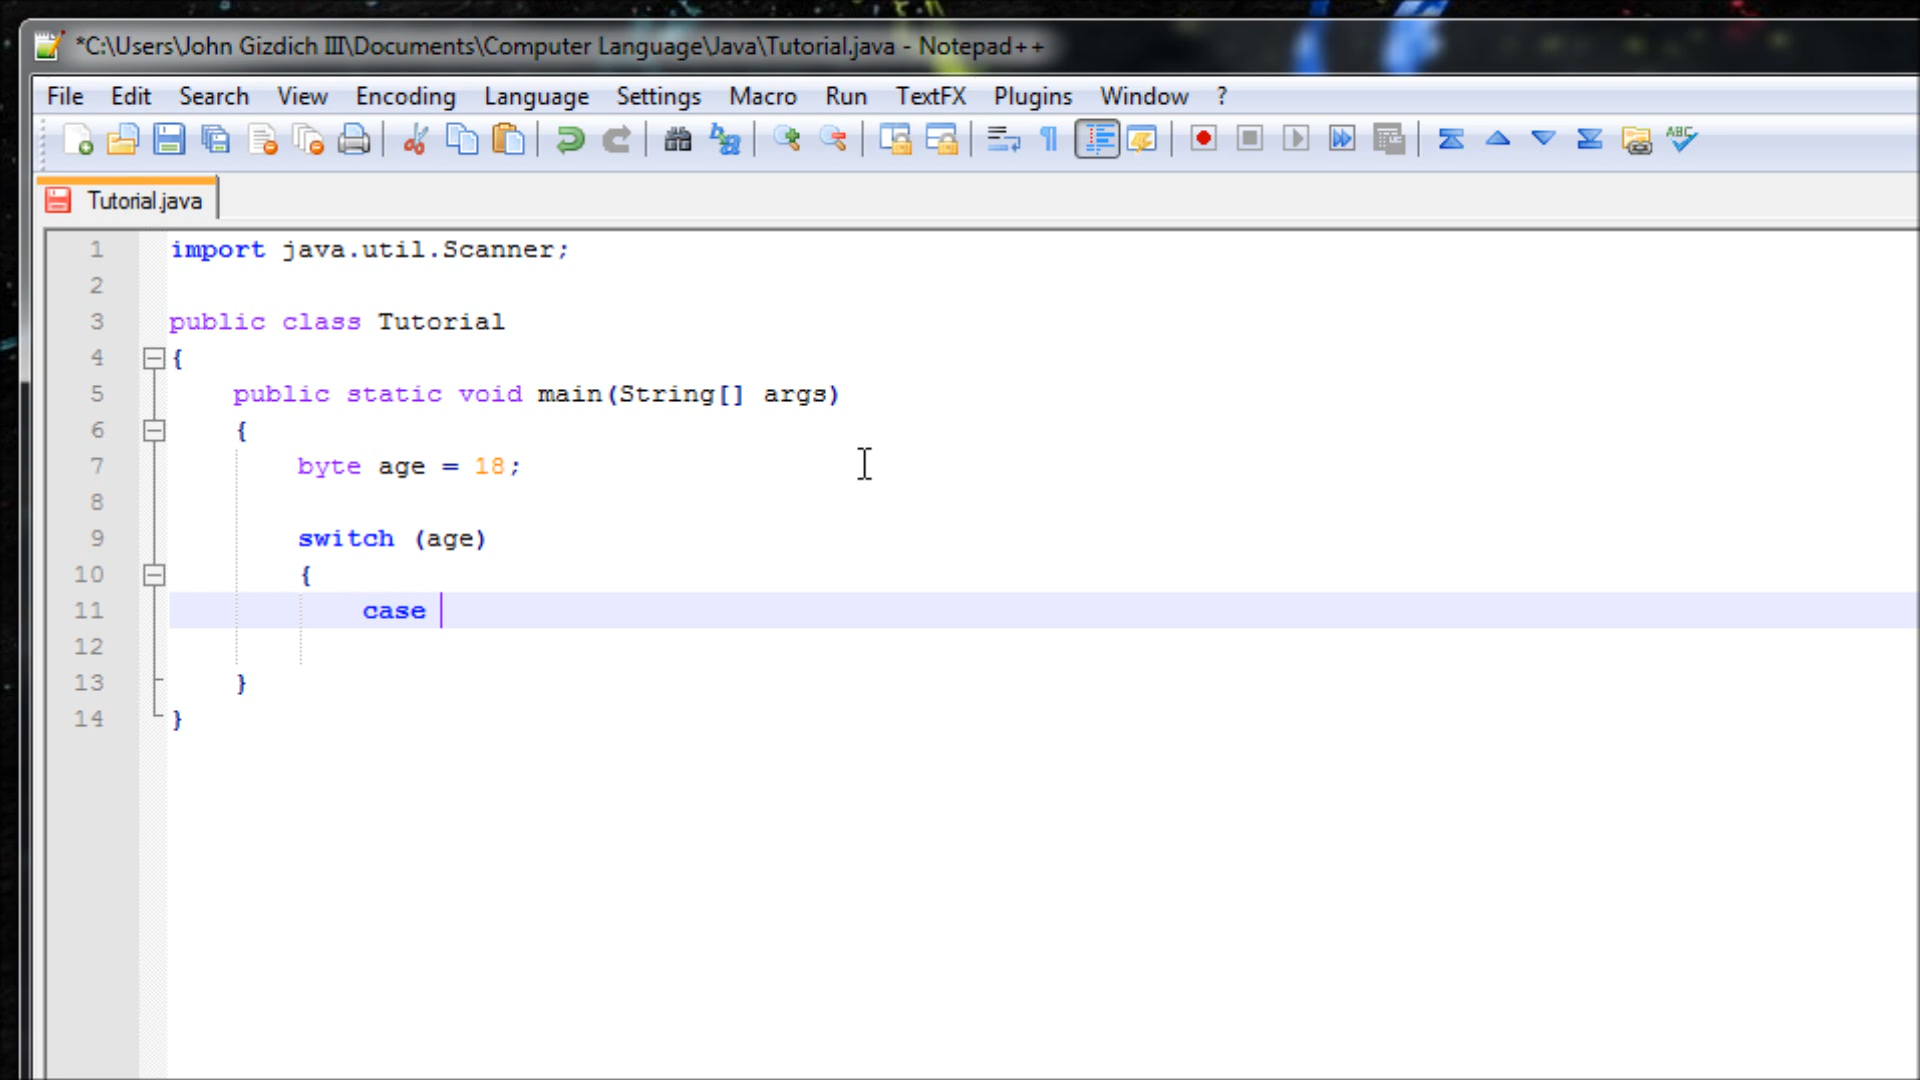 *C:\Users\John Gizdich III\Documents\Computer Language\Java\Tutorial.java - Notepad++
File Edit Search View Encoding Language Settings Macro Run TextFX Plugins Window ?
ABC
Tutorial.java
1 import java.util.Scanner;
2
3 public class Tutorial
4 {
5 public static void main(String[] args)
6 {
7 byte age = 18;
8
9 switch (age)
10 {
11 case
12
13 }
14 }